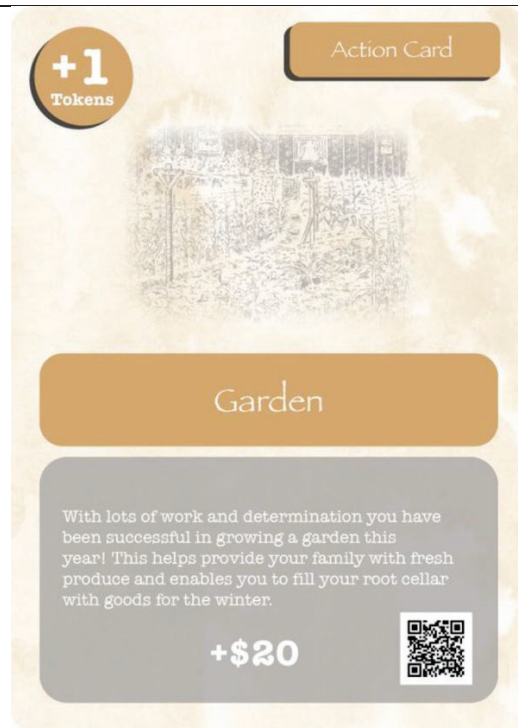 +1
Tokens
Action Card
Garden
With lots of work and determination you have
been successful in growing a garden this
year! This helps provide your family with fresh
produce and enables you to fill your root cellar
with goods for the winter.
+$20